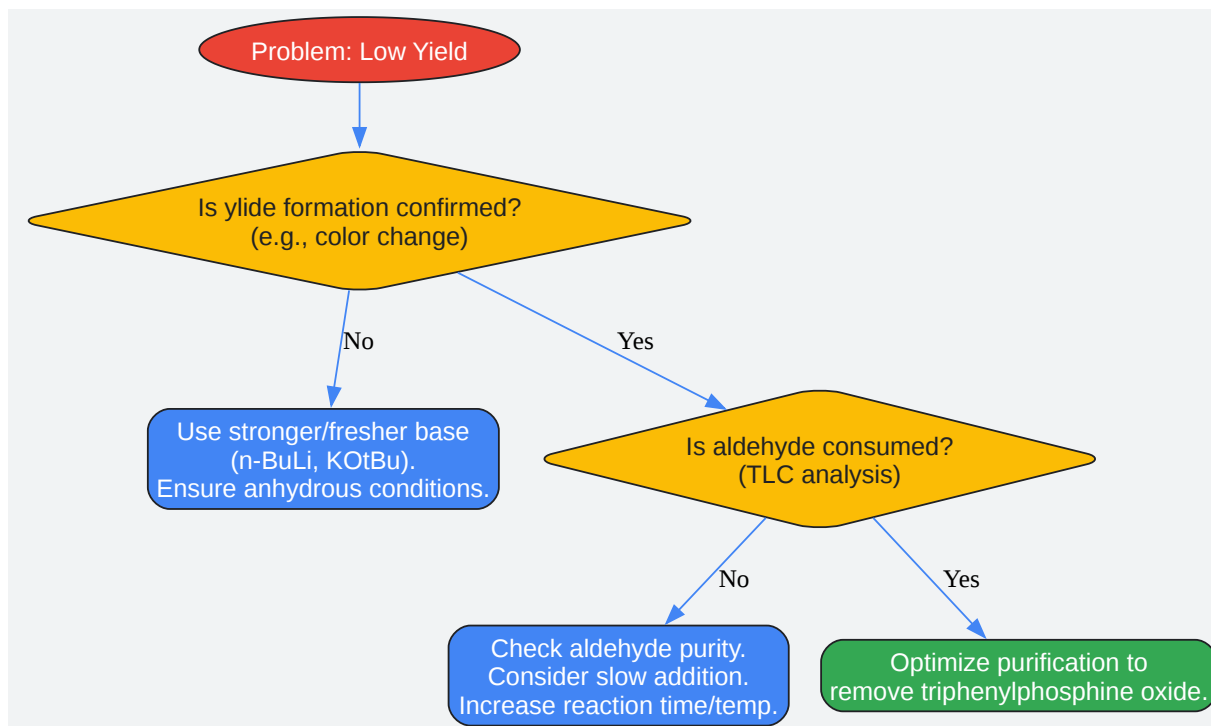 Problem: Low Yield
Is ylide formation confirmed?
(e.g., color change)
No
Yes
Use stronger/fresher base
(n-BuLi, KOtBu).
Ensure anhydrous conditions.
Is aldehyde consumed?
(TLC analysis)
No
Yes
Check aldehyde purity.
Consider slow addition.
Increase reaction time/temp.
Optimize purification to
remove triphenylphosphine oxide.